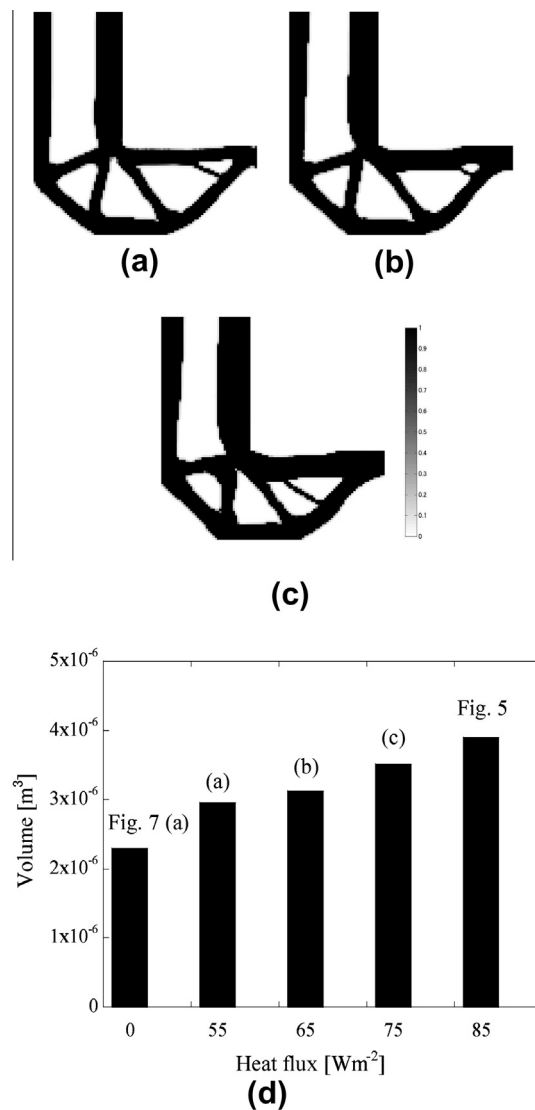 (a)
(b)
1
0.9
0.8
0.7
0.6
0.5
0.4
0.3
0.2
0.1
0
(c)
5x10⁻⁶
4x10⁻⁶
3x10⁻⁶
2x10⁻⁶
1x10⁻⁶
0
Volume [m³]
Fig. 7 (a)
(a)
(b)
(c)
Fig. 5
0 55 65 75 85
Heat flux [Wm⁻²]
(d)